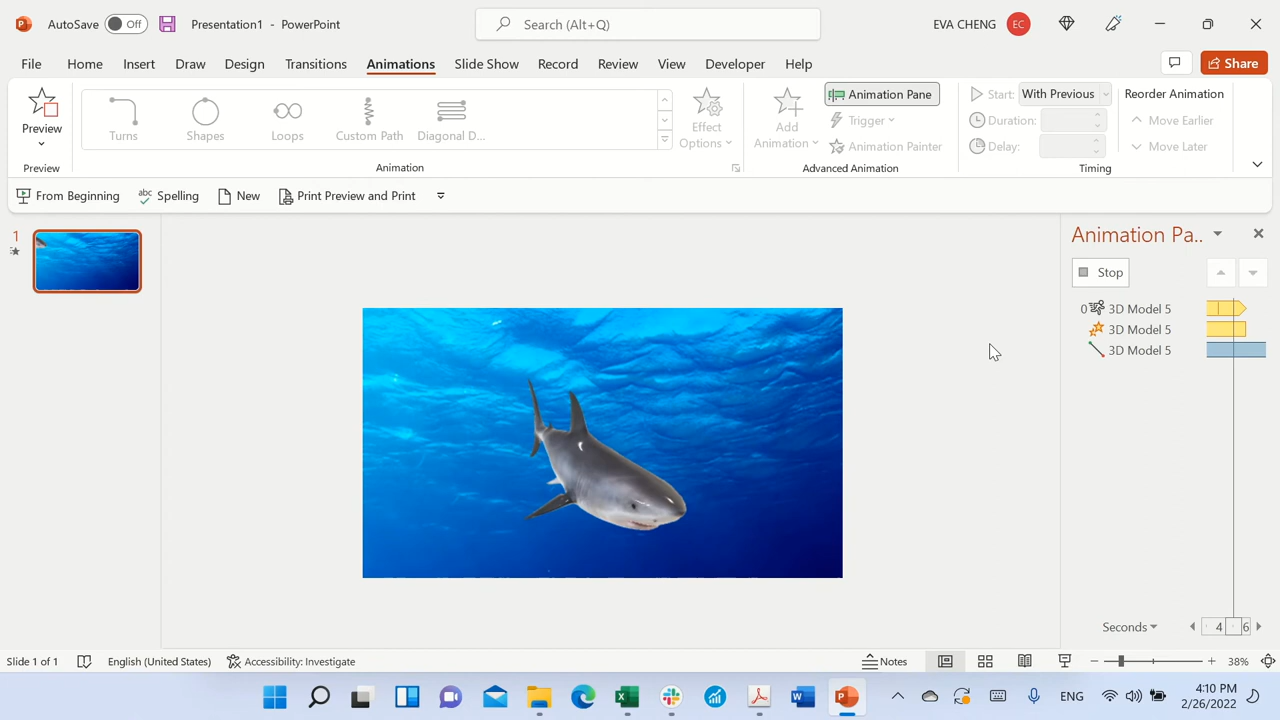 AutoSave Off Presentation1 - PowerPoint Search (Alt+Q) EVA CHENG EC
File Home Insert Draw Design Transitions Animations Slide Show Record Review View Developer Help Share
Preview
Preview
Turns Shapes Loops Custom Path Diagonal D...
Animation
Effect Options
Add Animation
Animation Pane
Trigger
Animation Painter
Advanced Animation
Start: With Previous
Duration:
Delay:
Timing
Reorder Animation
Move Earlier
Move Later
From Beginning abc Spelling New Print Preview and Print
1
Animation Pa..
Stop
0 3D Model 5
3D Model 5
3D Model 5
Seconds 4 6
Slide 1 of 1 English (United States) Accessibility: Investigate Notes 38%
ENG 4:10 PM
2/26/2022